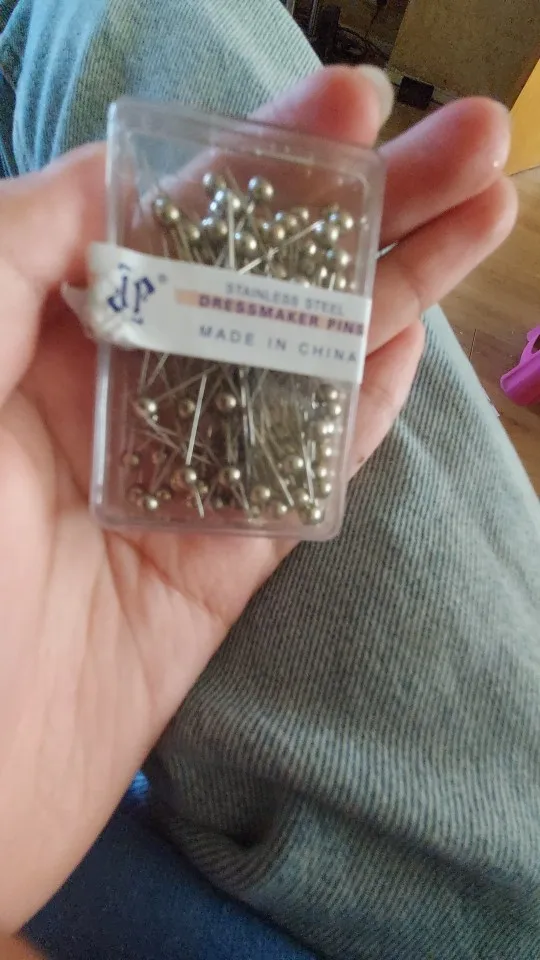 STAINLESS STEEL
DRESSMAKER PINS
MADE IN CHINA